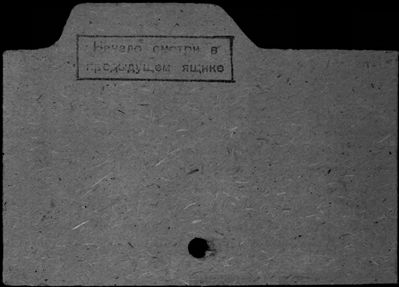 Начало смотри в
предыдущем ящике